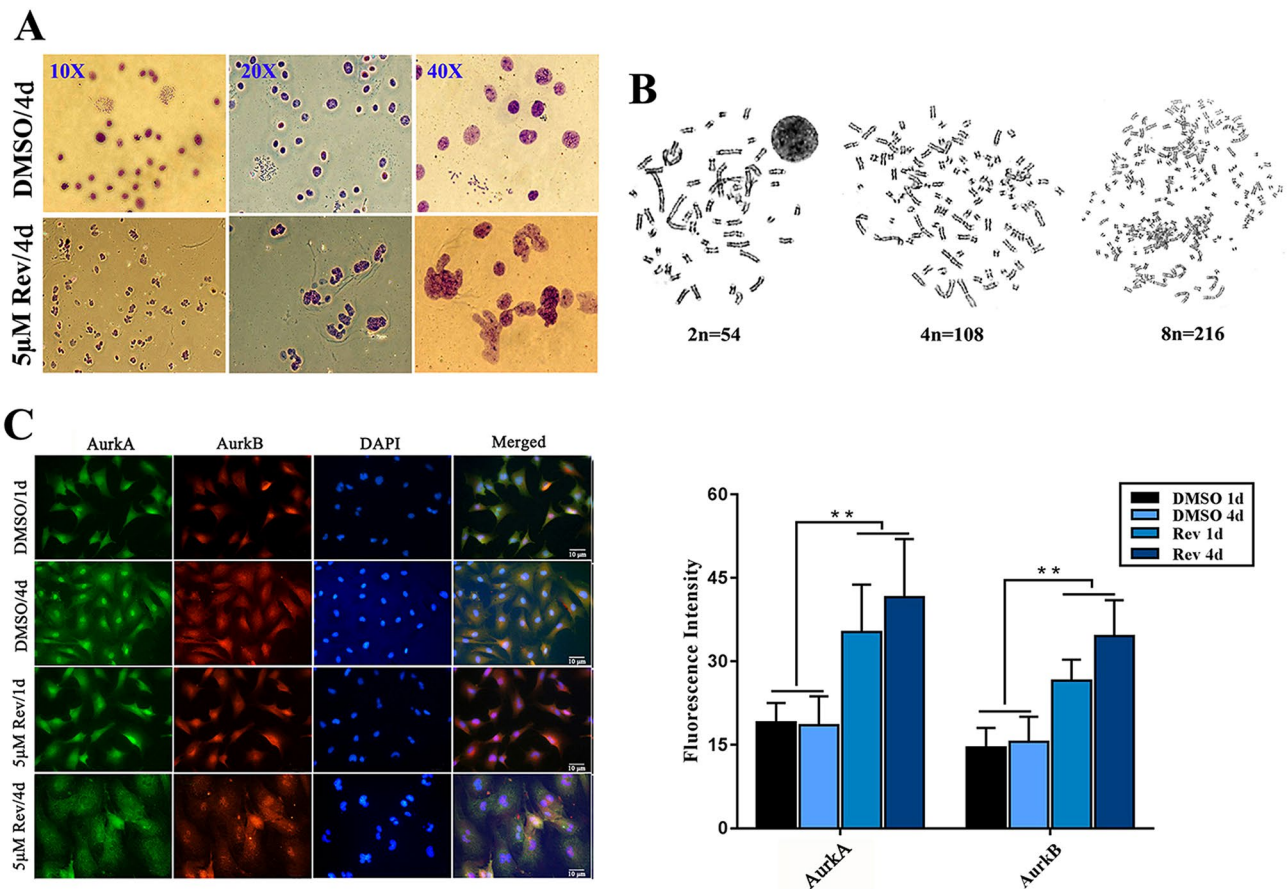 A
10X
20X
40X
DMSO/4d
5μM Rev/4d
B
2n=54
4n=108
8n=216
C
AurkA
AurkB
DAPI
Merged
DMSO/1d
10 μm
DMSO/4d
10 μm
5μM Rev/1d
10 μm
5μM Rev/4d
10 μm
Fluorescence Intensity
60
45
30
15
0
**
**
DMSO 1d
DMSO 4d
Rev 1d
Rev 4d
AurkA
AurkB